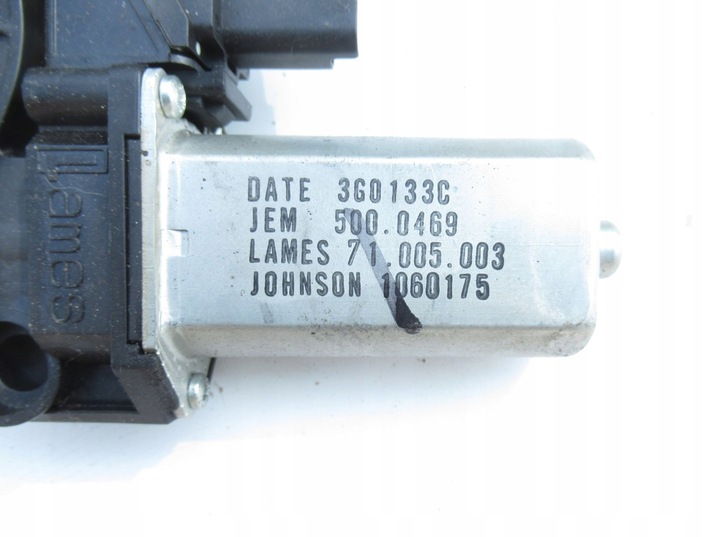 DATE 3G0133C
JEM 500.0469
LAMES 71.005.003
JOHNSON 1060175
Lames